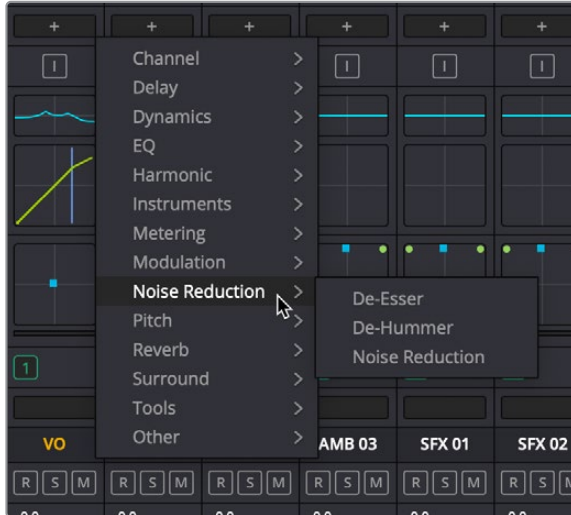 + + + + + +
I I I I
Channel >
Delay >
Dynamics >
EQ >
Harmonic >
Instruments >
Metering >
Modulation >
Noise Reduction >
De-Esser
De-Hummer
Noise Reduction
Pitch >
Reverb >
Surround >
Tools >
Other >
1
VO AMB 03 SFX 01 SFX 02
R S M R S M R S M R S M R S M R S M